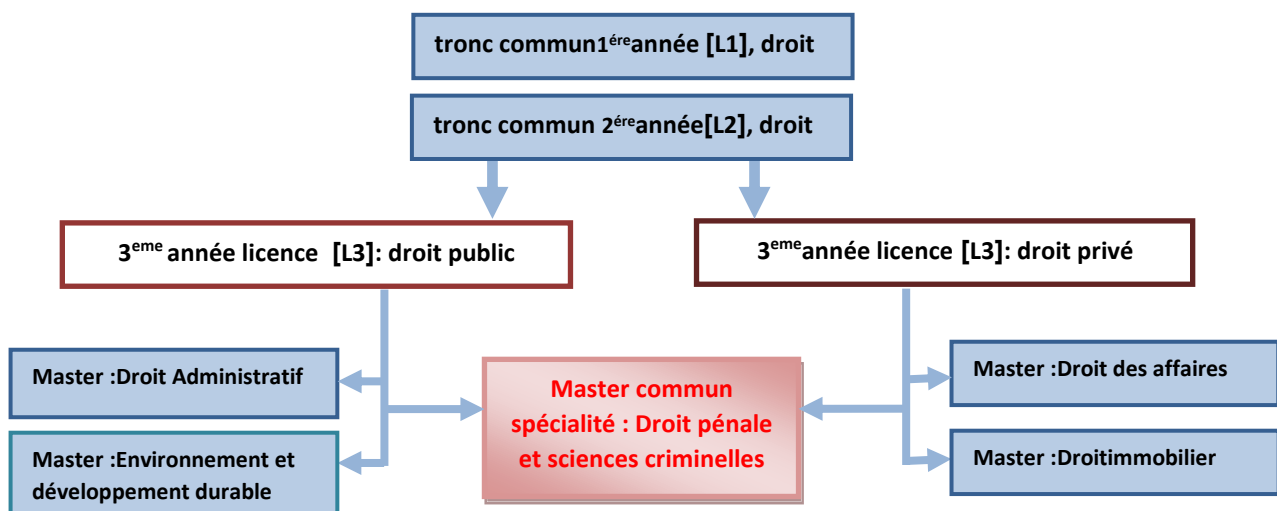 tronc commun1ére année [L1], droit
tronc commun 2ére année[L2], droit
3eme année licence [L3]: droit public
3eme année licence [L3]: droit privé
Master :Droit Administratif
Master commun
spécialité : Droit pénale
et sciences criminelles
Master :Droit des affaires
Master :Environnement et
développement durable
Master :Droitimmobilier